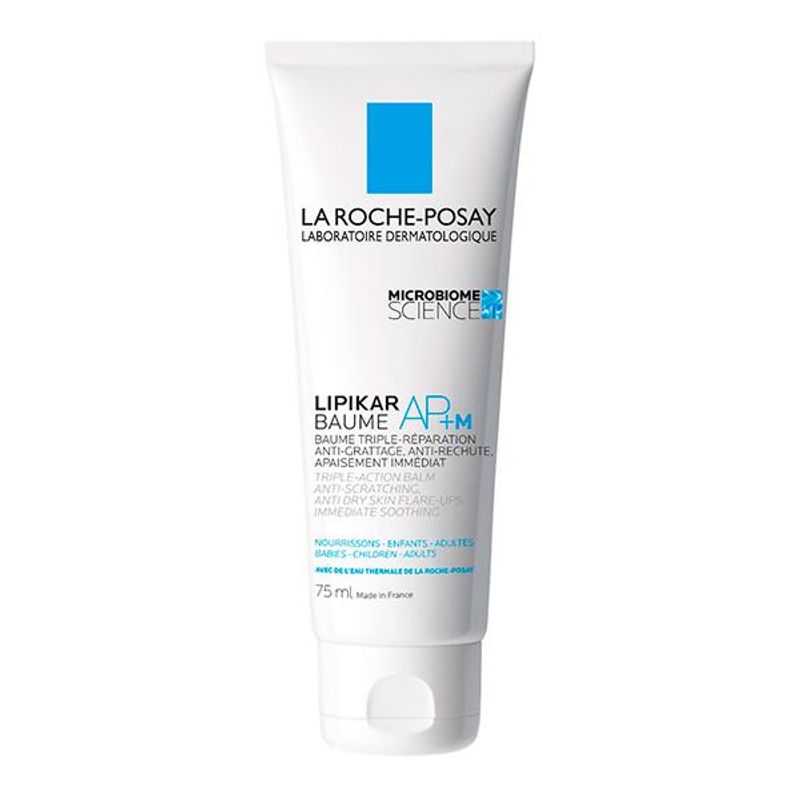 LA ROCHE-POSAY
LABORATOIRE DERMATOLOGIQUE
MICROBIOME
SCIENCE
LIPIKAR
BAUME AP+M
BAUME TRIPLE-RÉPARATION
ANTI-GRATTAGE, ANTI-RECHUTE,
APAISEMENT IMMÉDIAT
TRIPLE-ACTION BALM
ANTI-SCRATCHING,
ANTI DRY SKIN FLARE-UPS
IMMEDIATE SOOTHING
NOURRISSONS - ENFANTS - ADULTES
BABIES - CHILDREN - ADULTS
AVEC DE L'EAU THERMALE DE LA ROCHE-POSAY
75 ml Made in France